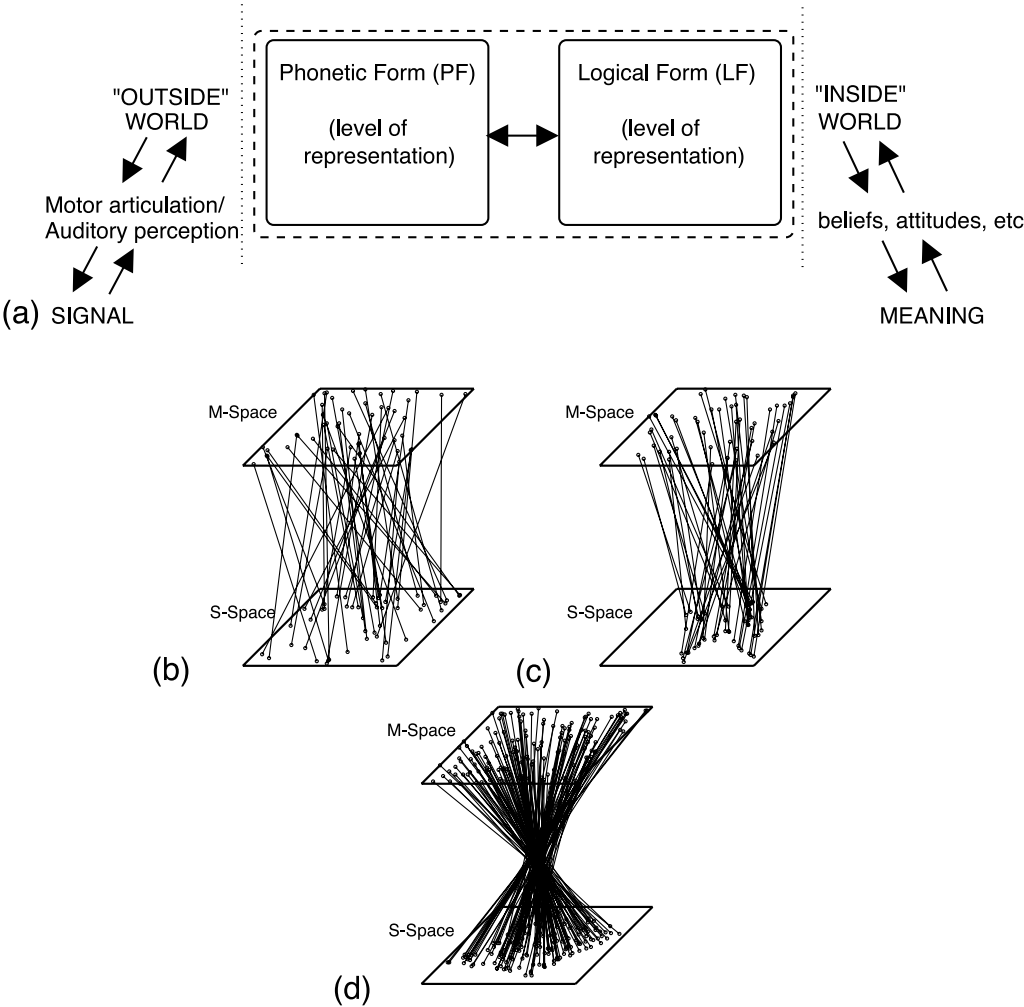 Phonetic Form (PF)
(level of
representation)
Logical Form (LF)
(level of
representation)
"OUTSIDE"
WORLD
Motor articulation/
Auditory perception
SIGNAL
"INSIDE"
WORLD
beliefs, attitudes, etc
MEANING
(a)
M-Space
S-Space
(b)
M-Space
S-Space
(c)
M-Space
S-Space
(d)